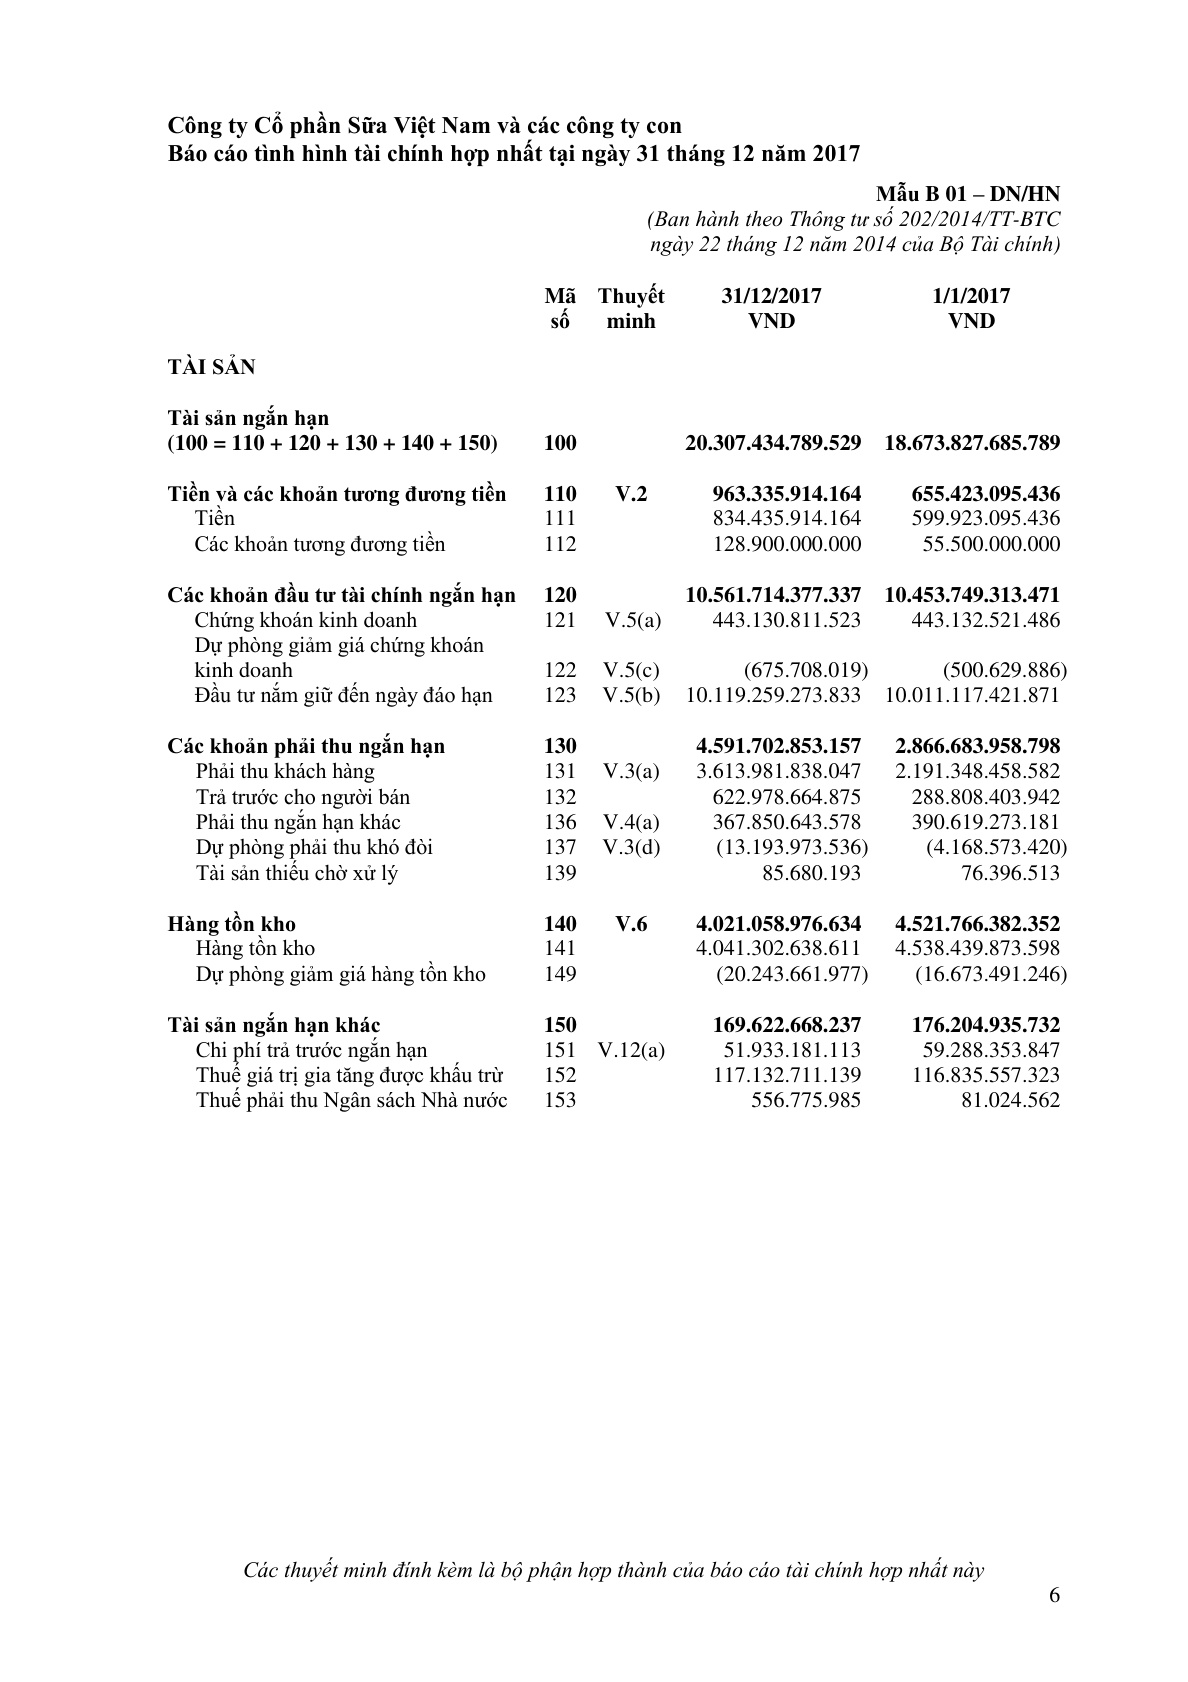 Công ty Cổ phần Sữa Việt Nam và các công ty con
Báo cáo tình hình tài chính hợp nhất tại ngày 31 tháng 12 năm 2017
Mẫu B 01 – DN/HN
(Ban hành theo Thông tư số 202/2014/TT-BTC
ngày 22 tháng 12 năm 2014 của Bộ Tài chính)
Mã Thuyết 31/12/2017 1/1/2017
số minh VND VND
TÀI SẢN
Tài sản ngắn hạn
(100 = 110 + 120 + 130 + 140 + 150) 100 20.307.434.789.529 18.673.827.685.789
Tiền và các khoản tương đương tiền 110 V.2 963.335.914.164 655.423.095.436
Tiền 111 834.435.914.164 599.923.095.436
Các khoản tương đương tiền 112 128.900.000.000 55.500.000.000
Các khoản đầu tư tài chính ngắn hạn 120 10.561.714.377.337 10.453.749.313.471
Chứng khoán kinh doanh 121 V.5(a) 443.130.811.523 443.132.521.486
Dự phòng giảm giá chứng khoán
kinh doanh 122 V.5(c) (675.708.019) (500.629.886)
Đầu tư nắm giữ đến ngày đáo hạn 123 V.5(b) 10.119.259.273.833 10.011.117.421.871
Các khoản phải thu ngắn hạn 130 4.591.702.853.157 2.866.683.958.798
Phải thu khách hàng 131 V.3(a) 3.613.981.838.047 2.191.348.458.582
Trả trước cho người bán 132 622.978.664.875 288.808.403.942
Phải thu ngắn hạn khác 136 V.4(a) 367.850.643.578 390.619.273.181
Dự phòng phải thu khó đòi 137 V.3(d) (13.193.973.536) (4.168.573.420)
Tài sản thiếu chờ xử lý 139 85.680.193 76.396.513
Hàng tồn kho 140 V.6 4.021.058.976.634 4.521.766.382.352
Hàng tồn kho 141 4.041.302.638.611 4.538.439.873.598
Dự phòng giảm giá hàng tồn kho 149 (20.243.661.977) (16.673.491.246)
Tài sản ngắn hạn khác 150 169.622.668.237 176.204.935.732
Chi phí trả trước ngắn hạn 151 V.12(a) 51.933.181.113 59.288.353.847
Thuế giá trị gia tăng được khấu trừ 152 117.132.711.139 116.835.557.323
Thuế phải thu Ngân sách Nhà nước 153 556.775.985 81.024.562
Các thuyết minh đính kèm là bộ phận hợp thành của báo cáo tài chính hợp nhất này
6